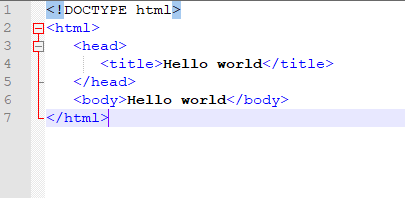 1 <!DOCTYPE html>
2 <html>
3 <head>
4 <title>Hello world</title>
5 </head>
6 <body>Hello world</body>
7 </html>